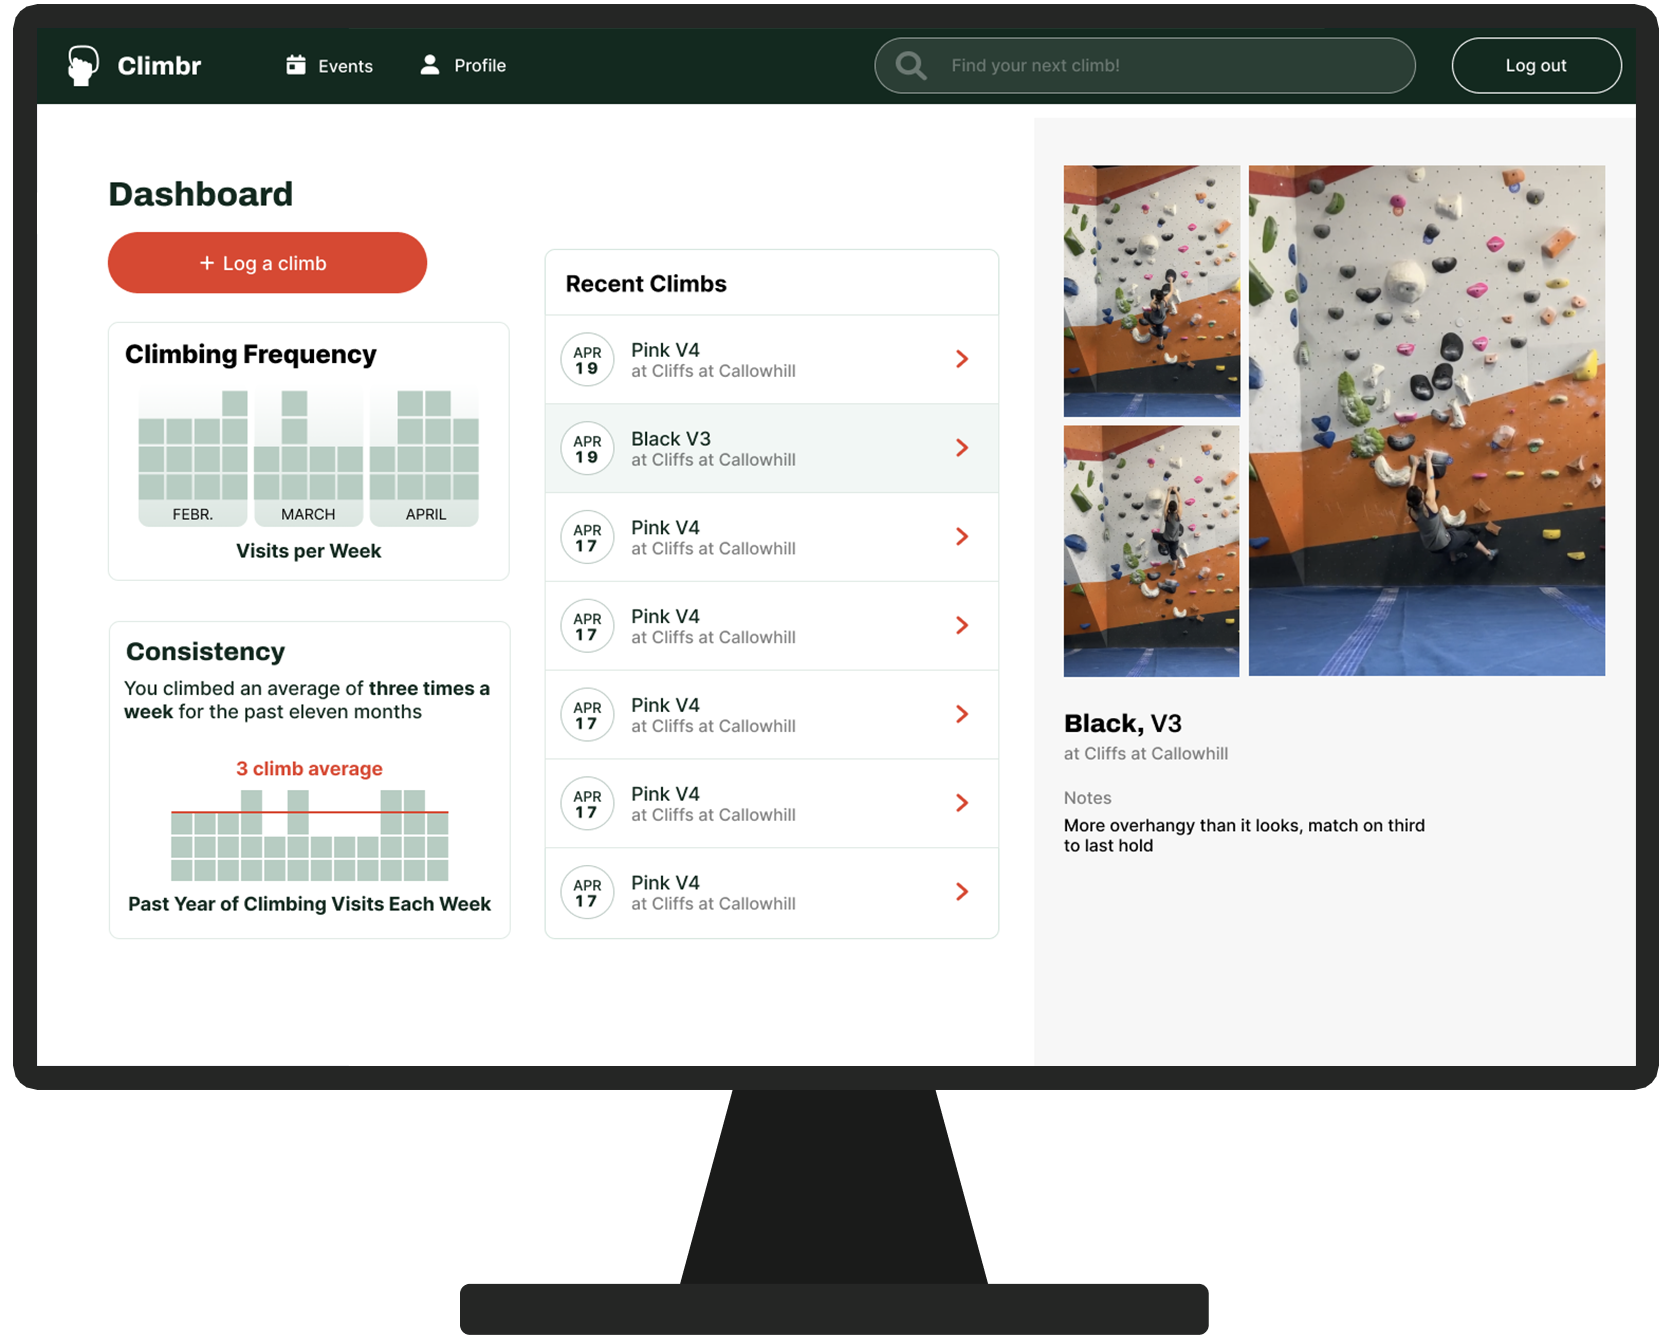 Climbr
Events
Profile
Find your next climb!
Log out
Dashboard
+ Log a climb
Climbing Frequency
FEBR.
MARCH
APRIL
Visits per Week
Consistency
You climbed an average of three times a
week for the past eleven months
3 climb average
Past Year of Climbing Visits Each Week
Recent Climbs
APR
19
Pink V4
at Cliffs at Callowhill
APR
19
Black V3
at Cliffs at Callowhill
APR
17
Pink V4
at Cliffs at Callowhill
APR
17
Pink V4
at Cliffs at Callowhill
APR
17
Pink V4
at Cliffs at Callowhill
APR
17
Pink V4
at Cliffs at Callowhill
APR
17
Pink V4
at Cliffs at Callowhill
Black, V3
at Cliffs at Callowhill
Notes
More overhangy than it looks, match on third
to last hold